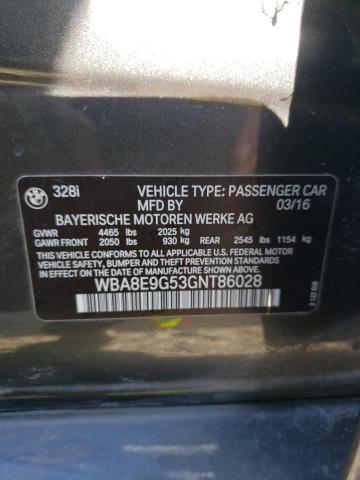 328i VEHICLE TYPE: PASSENGER CAR
MFD BY 03/16
BAYERISCHE MOTOREN WERKE AG
GVWR 4465 lbs 2025 kg
GAWR FRONT 2050 lbs 930 kg REAR 2545 lbs 1154 kg
THIS VEHICLE CONFORMS TO ALL APPLICABLE U.S. FEDERAL MOTOR
VEHICLE SAFETY, BUMPER, AND THEFT PREVENTION STANDARDS
IN EFFECT ON THE DATE OF MANUFACTURE SHOWN ABOVE.
WBA8E9G53GNT86028